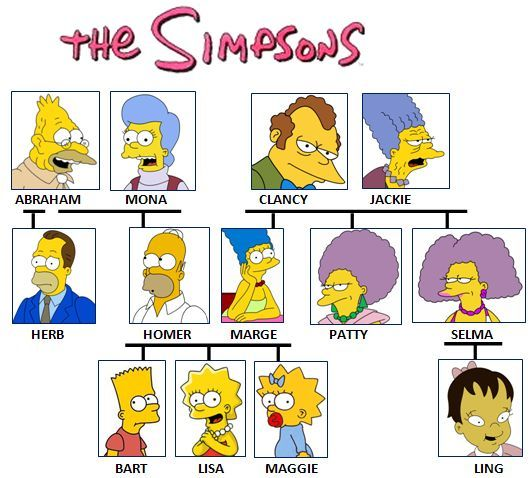 the SIMPSONS
ABRAHAM MONA CLANCY JACKIE
HERB HOMER MARGE PATTY SELMA
BART LISA MAGGIE LING